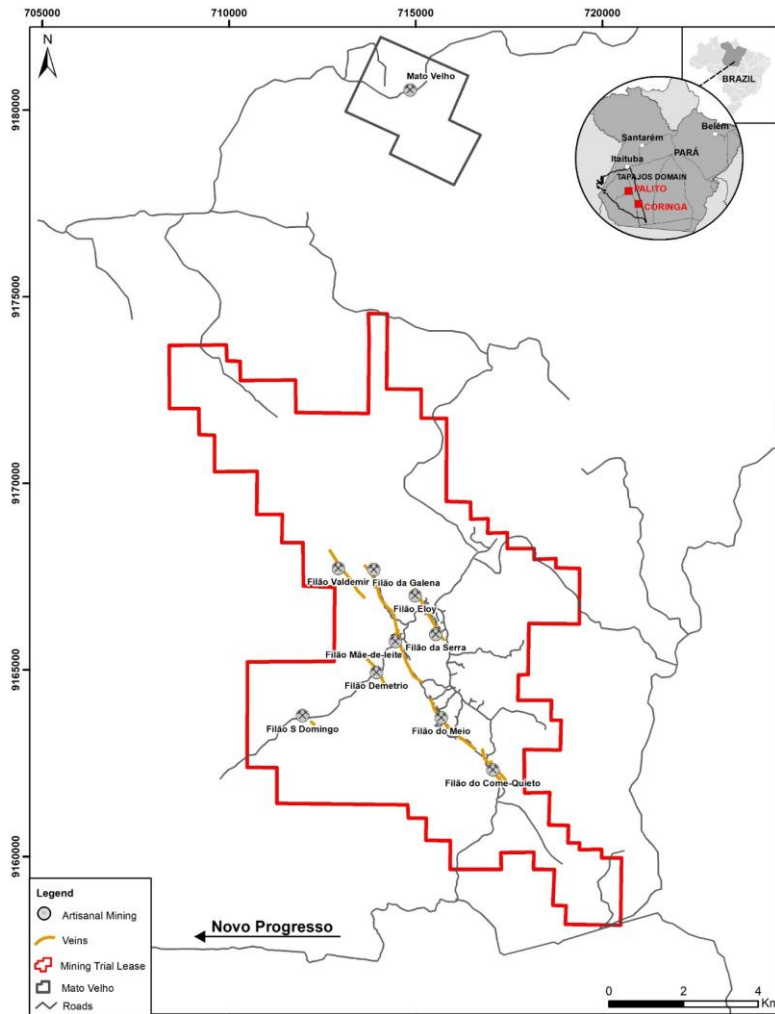 705000
710000
715000
720000
N
Mato Velho
BRAZIL
Belém
Santarém
PARÁ
Itaituba
TAPAJOS DOMAIN
PALITO
CORINGA
9180000
9175000
9170000
9165000
9160000
Filão Valdemir
Filão da Galena
Filão Eloy
Filão da Serra
Filão Mãe-de-leite
Filão Demetrio
Filão S Domingo
Filão do Meio
Filão do Come-Quieto
Novo Progresso
Legend
Artisanal Mining
Veins
Mining Trial Lease
Mato Velho
Roads
0 2 4
Km